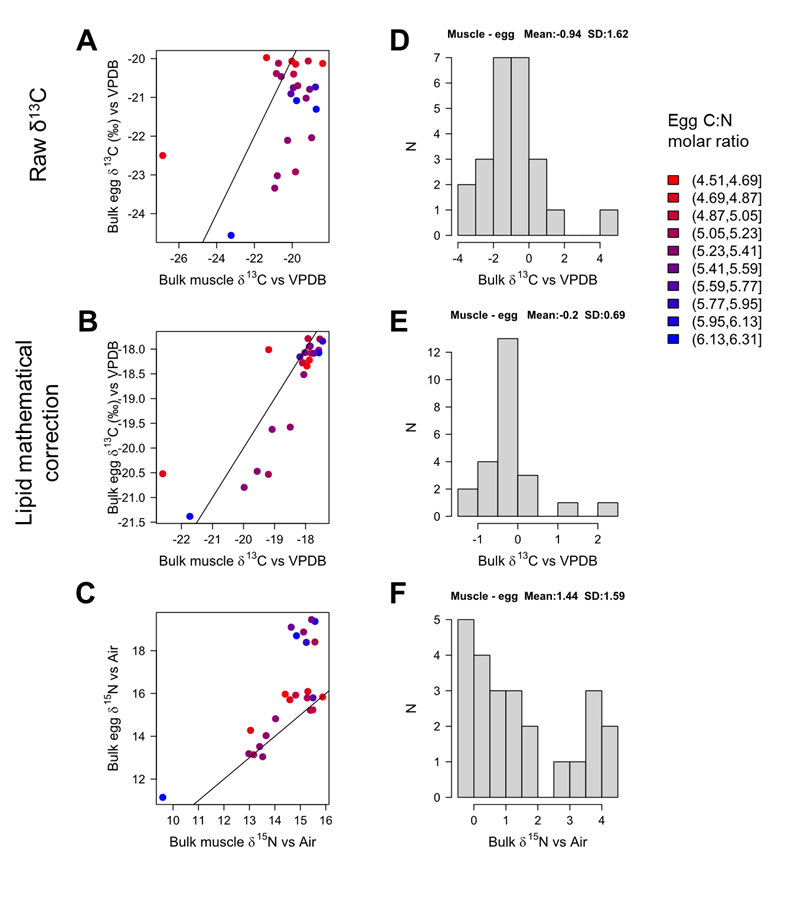 A
Raw δ¹³C
Bulk egg δ ¹³C (‰) vs VPDB
-20
-21
-22
-23
-24
-26 -24 -22 -20
Bulk muscle δ ¹³C vs VPDB
D
Muscle - egg Mean:-0.94 SD:1.62
N
7
6
5
4
3
2
1
0
-4 -2 0 2 4
Bulk δ ¹³C vs VPDB
Egg C:N
molar ratio
(4.51,4.69]
(4.69,4.87]
(4.87,5.05]
(5.05,5.23]
(5.23,5.41]
(5.41,5.59]
(5.59,5.77]
(5.77,5.95]
(5.95,6.13]
(6.13,6.31]
B
Lipid mathematical
correction
Bulk egg δ ¹³C (‰) vs VPDB
-18.0
-18.5
-19.0
-19.5
-20.0
-20.5
-21.0
-21.5
-22 -21 -20 -19 -18
Bulk muscle δ ¹³C vs VPDB
E
Muscle - egg Mean:-0.2 SD:0.69
N
12
10
8
6
4
2
0
-1 0 1 2
Bulk δ ¹³C vs VPDB
C
Bulk egg δ ¹⁵N vs Air
18
16
14
12
10 11 12 13 14 15 16
Bulk muscle δ ¹⁵N vs Air
F
Muscle - egg Mean:1.44 SD:1.59
N
5
4
3
2
1
0
0 1 2 3 4
Bulk δ ¹⁵N vs Air